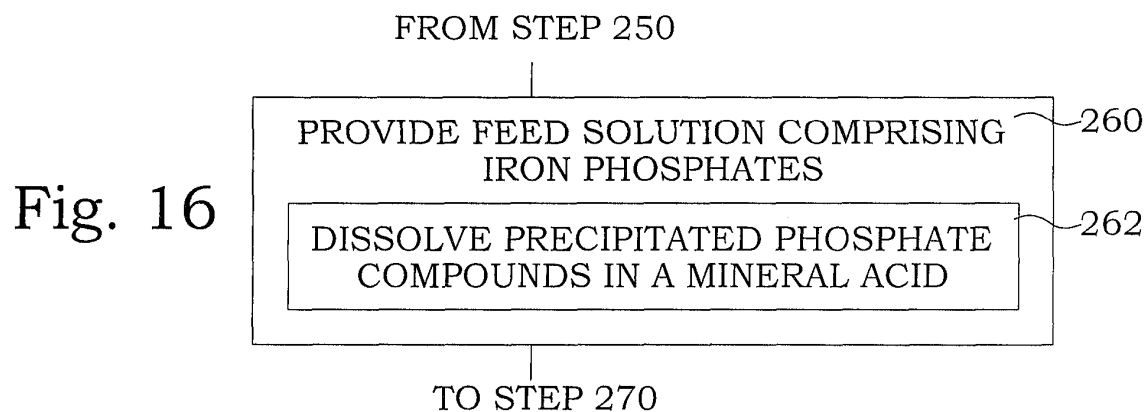 FROM STEP 250
PROVIDE FEED SOLUTION COMPRISING
IRON PHOSPHATES
260
Fig. 16
DISSOLVE PRECIPITATED PHOSPHATE
COMPOUNDS IN A MINERAL ACID
262
TO STEP 270